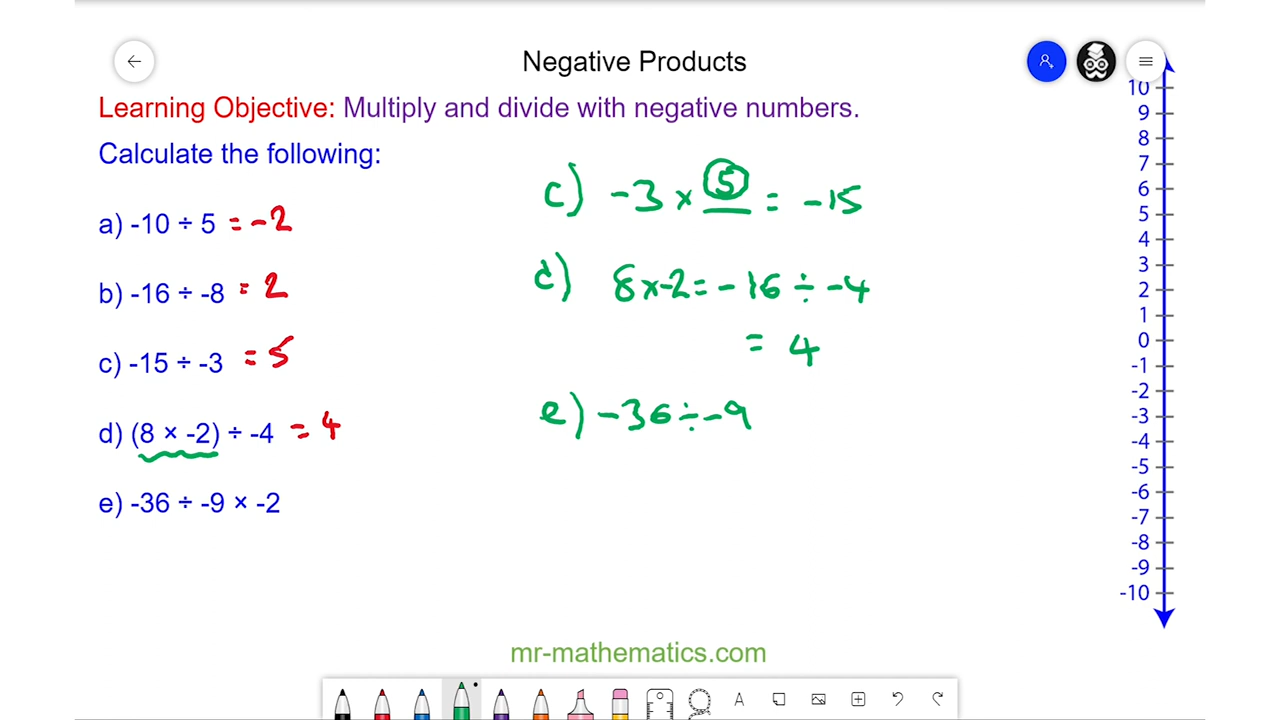 Negative Products
Learning Objective: Multiply and divide with negative numbers.
Calculate the following:
a) -10 ÷ 5 = -2
b) -16 ÷ -8 = 2
c) -15 ÷ -3 = 5
d) (8 × -2) ÷ -4 = 4
e) -36 ÷ -9 × -2
c) -3 × 5 = -15
d) 8 × -2 = -16 ÷ -4
= 4
e) -36 ÷ -9
10
9
8
7
6
5
4
3
2
1
0
-1
-2
-3
-4
-5
-6
-7
-8
-9
-10
mr-mathematics.com
A